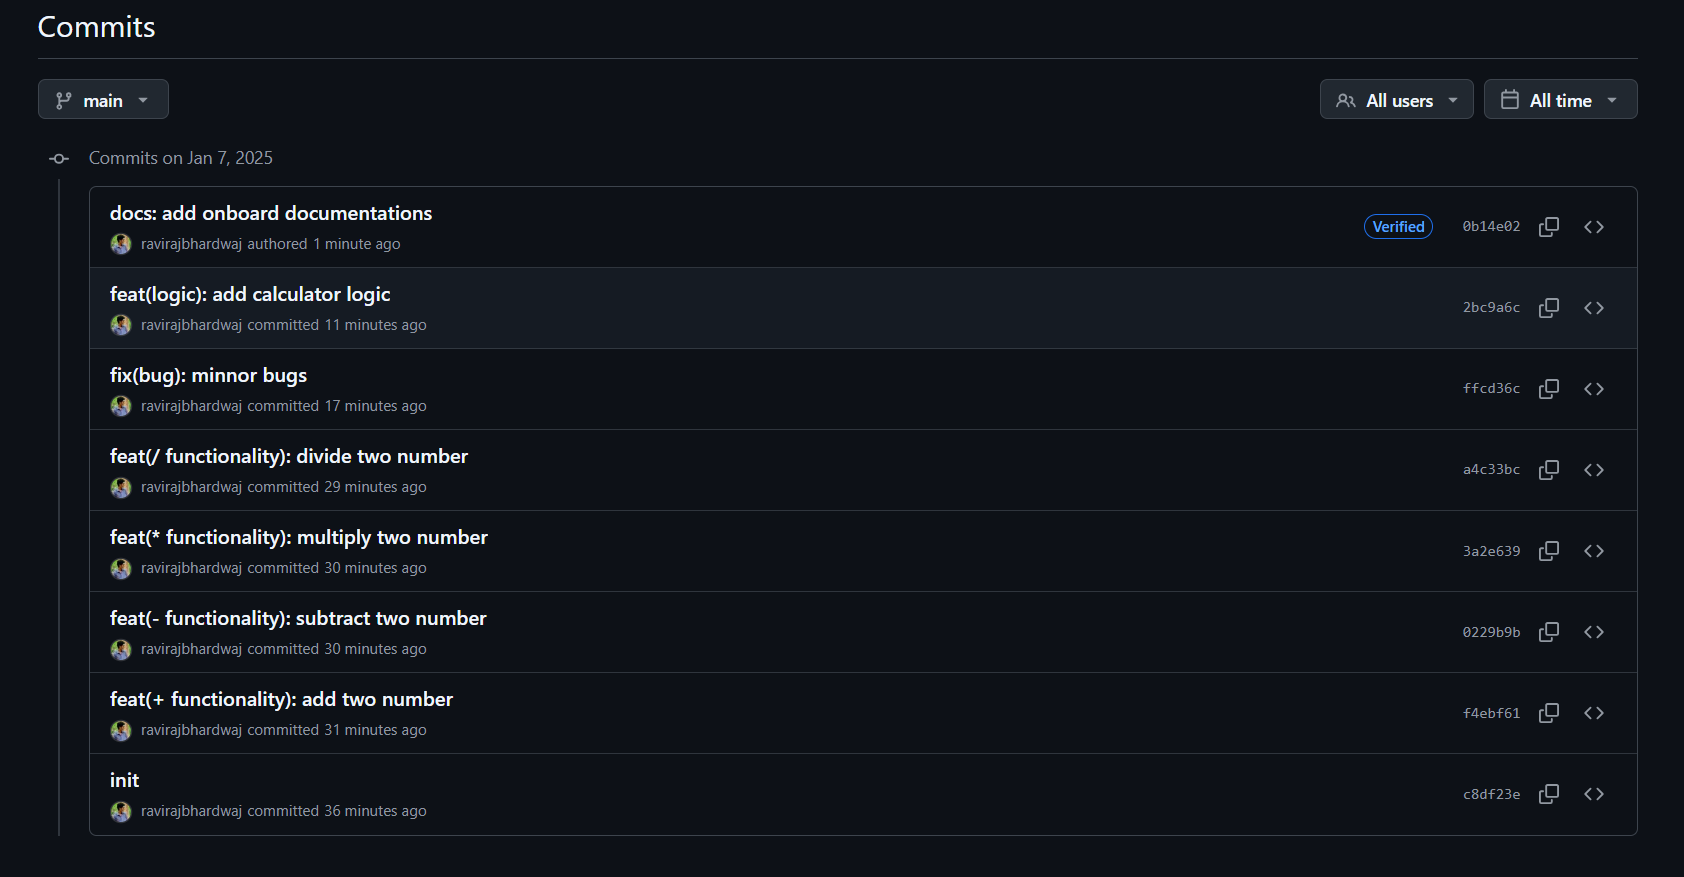 Commits
main
All users
All time
Commits on Jan 7, 2025
docs: add onboard documentations
ravirajbhardwaj authored 1 minute ago
Verified
0b14e02
feat(logic): add calculator logic
ravirajbhardwaj committed 11 minutes ago
2bc9a6c
fix(bug): minnor bugs
ravirajbhardwaj committed 17 minutes ago
ffcd36c
feat(/ functionality): divide two number
ravirajbhardwaj committed 29 minutes ago
a4c33bc
feat(* functionality): multiply two number
ravirajbhardwaj committed 30 minutes ago
3a2e639
feat(- functionality): subtract two number
ravirajbhardwaj committed 30 minutes ago
0229b9b
feat(+ functionality): add two number
ravirajbhardwaj committed 31 minutes ago
f4ebf61
init
ravirajbhardwaj committed 36 minutes ago
c8df23e